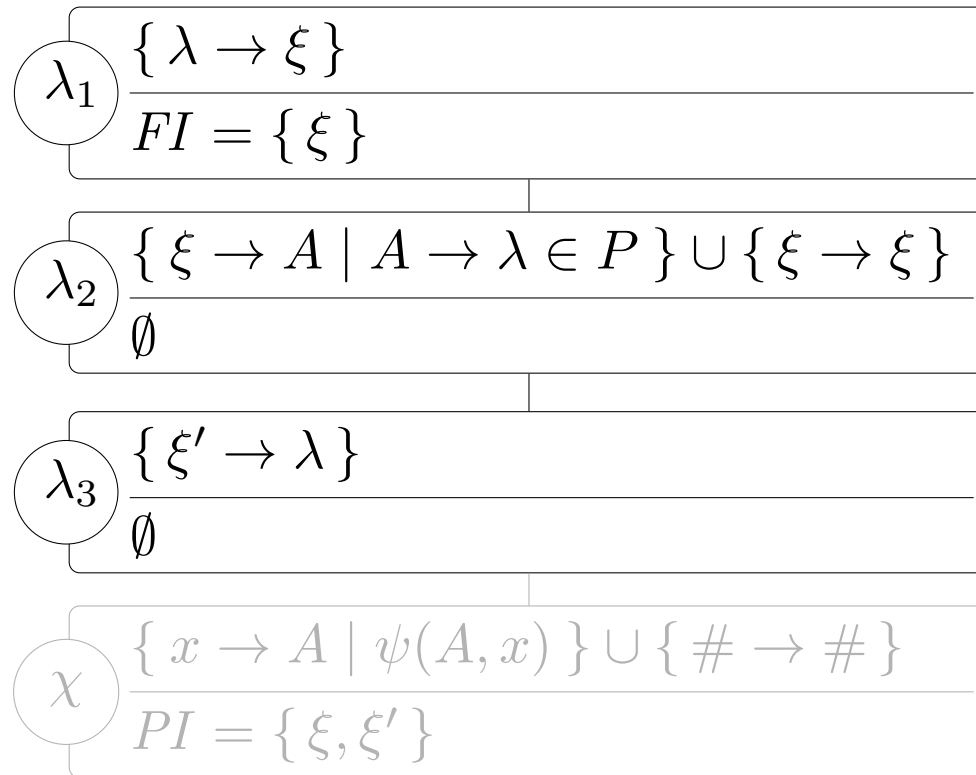 λ₁
{ λ → ξ }
FI = { ξ }
λ₂
{ ξ → A | A → λ ∈ P } ∪ { ξ → ξ }
∅
λ₃
{ ξ′ → λ }
∅
χ
{ x → A | ψ(A, x) } ∪ { # → # }
PI = { ξ, ξ′ }